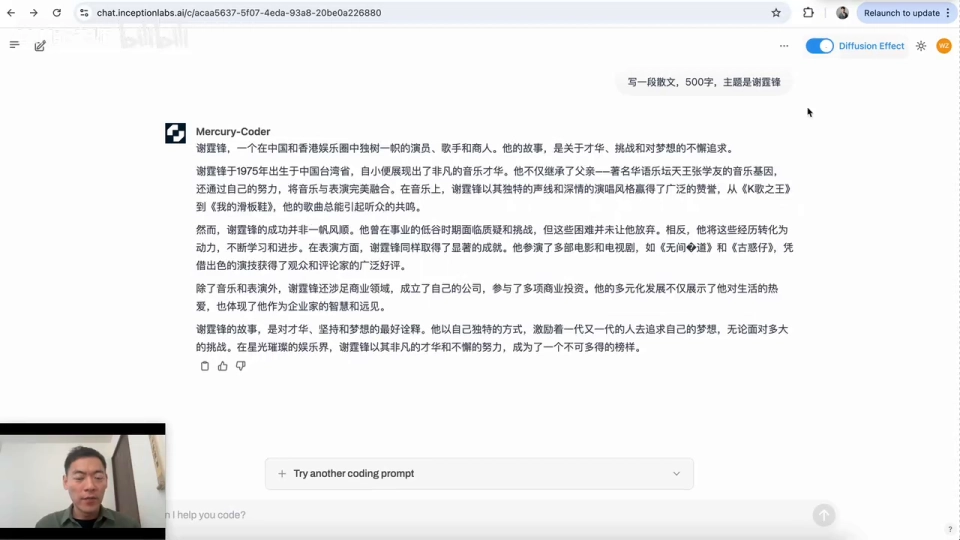 chat.inceptionlabs.ai/c/acaa5637-5f07-4eda-93a8-20be0a226880
Relaunch to update
bilibili
Diffusion Effect
WZ
写一段散文，500字，主题是谢霆锋
Mercury-Coder
谢霆锋，一个在中国和香港娱乐圈中独树一帜的演员、歌手和商人。他的故事，是关于才华、挑战和对梦想的不懈追求。
谢霆锋于1975年出生于中国台湾省，自小便展现出了非凡的音乐才华。他不仅继承了父亲——著名华语乐坛天王张学友的音乐基因，
还通过自己的努力，将音乐与表演完美融合。在音乐上，谢霆锋以其独特的声线和深情的演唱风格赢得了广泛的赞誉，从《K歌之王》
到《我的滑板鞋》，他的歌曲总能引起听众的共鸣。
然而，谢霆锋的成功并非一帆风顺。他曾在事业的低谷时期面临质疑和挑战，但这些困难并未让他放弃。相反，他将这些经历转化为
动力，不断学习和进步。在表演方面，谢霆锋同样取得了显著的成就。他参演了多部电影和电视剧，如《无间�道》和《古惑仔》，凭
借出色的演技获得了观众和评论家的广泛好评。
除了音乐和表演外，谢霆锋还涉足商业领域，成立了自己的公司，参与了多项商业投资。他的多元化发展不仅展示了他对生活的热
爱，也体现了他作为企业家的智慧和远见。
谢霆锋的故事，是对才华、坚持和梦想的最好诠释。他以自己独特的方式，激励着一代又一代的人去追求自己的梦想，无论面对多大
的挑战。在星光璀璨的娱乐界，谢霆锋以其非凡的才华和不懈的努力，成为了一个不可多得的榜样。
Try another coding prompt
n I help you code?
?